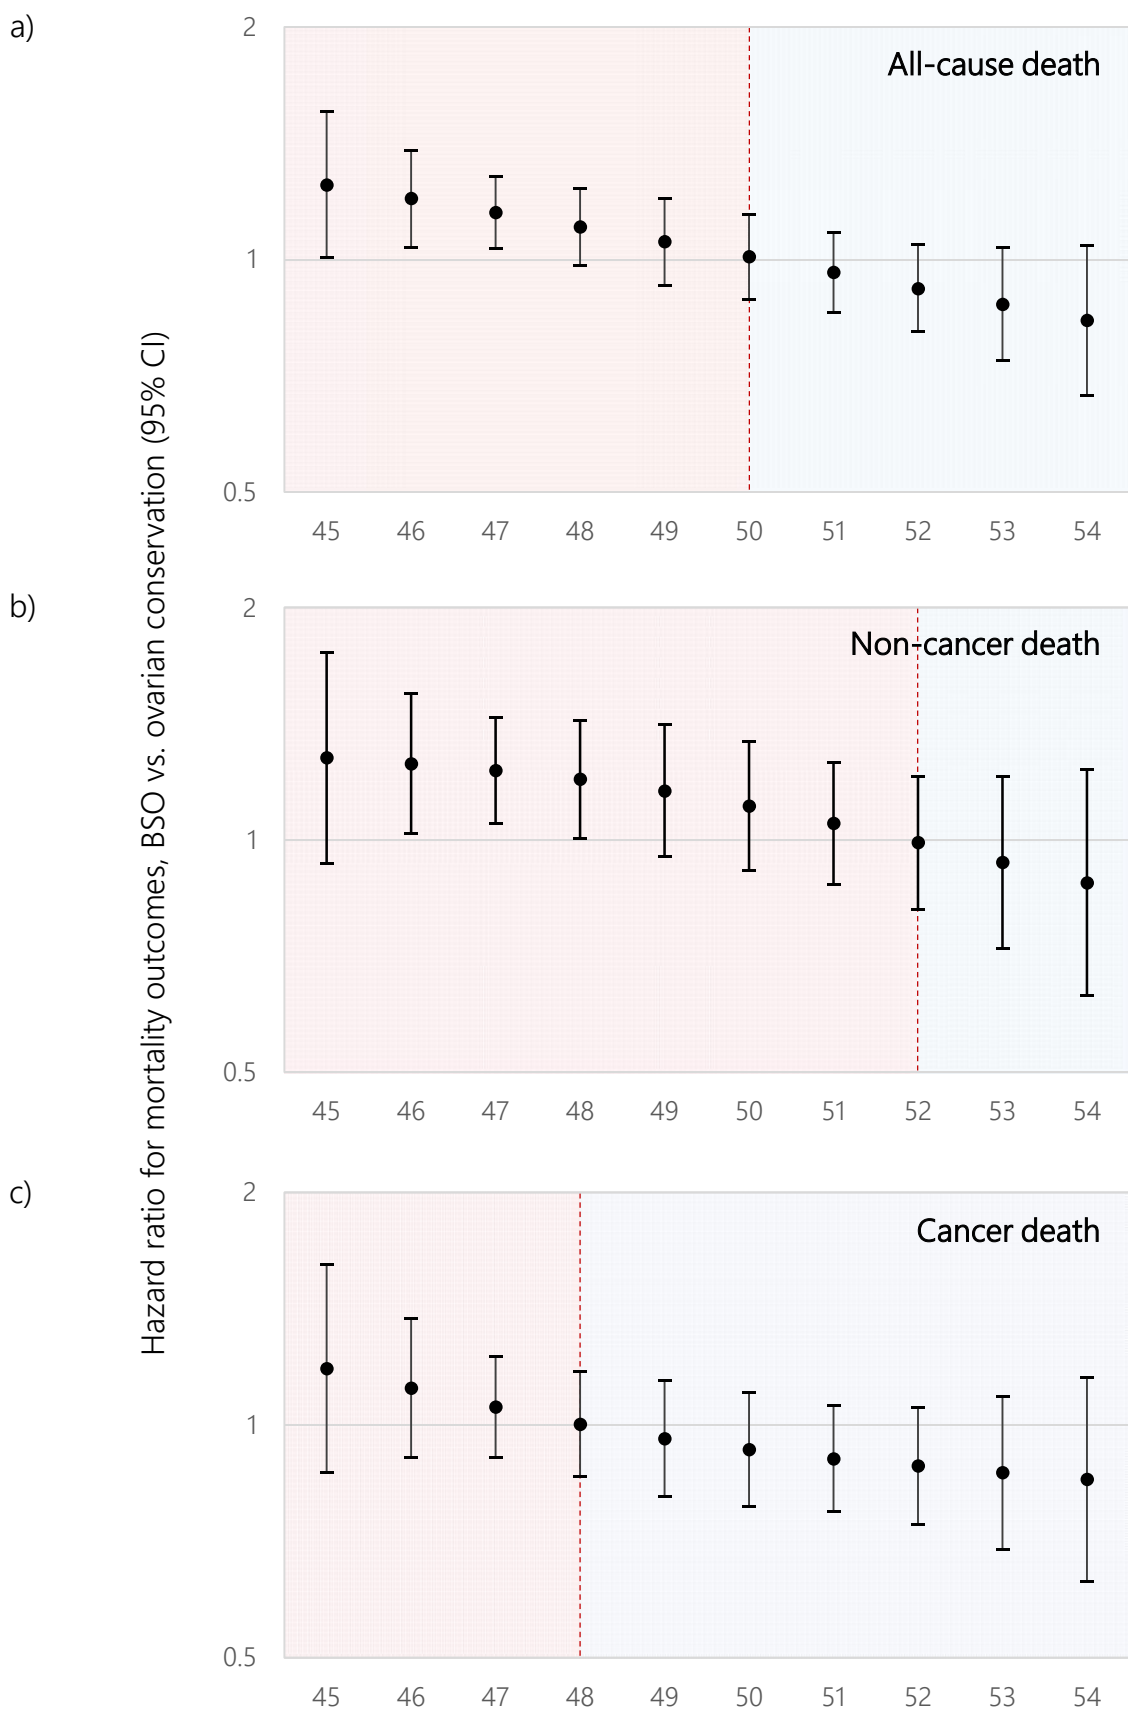 Hazard ratio for mortality outcomes, BSO vs. ovarian conservation (95% CI)
a)
All-cause death
2
1
0.5
45 46 47 48 49 50 51 52 53 54
b)
Non-cancer death
2
1
0.5
45 46 47 48 49 50 51 52 53 54
c)
Cancer death
2
1
0.5
45 46 47 48 49 50 51 52 53 54